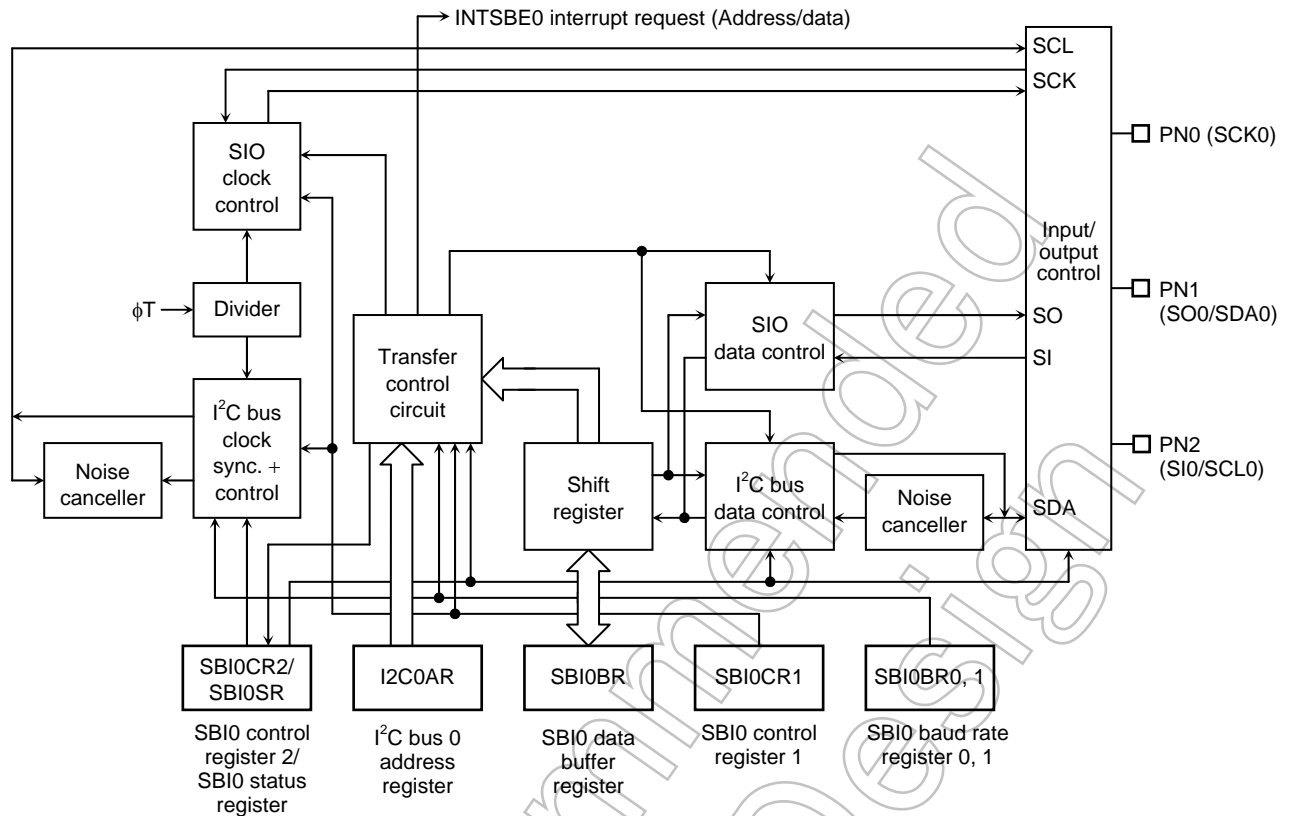 INTSBE0 interrupt request (Address/data)
SCL
SCK
PN0 (SCK0)
SIO
clock
control
Input/
output
control
φT
Divider
SIO
data control
SO
PN1
(SO0/SDA0)
SI
Transfer
control
circuit
I²C bus
clock
sync. +
control
Noise
canceller
Shift
register
I²C bus
data control
Noise
canceller
SDA
PN2
(SI0/SCL0)
SBI0CR2/
SBI0SR
I2C0AR
SBI0BR
SBI0CR1
SBI0BR0, 1
SBI0 control
register 2/
SBI0 status
register
I²C bus 0
address
register
SBI0 data
buffer
register
SBI0 control
register 1
SBI0 baud rate
register 0, 1
mmended
Design